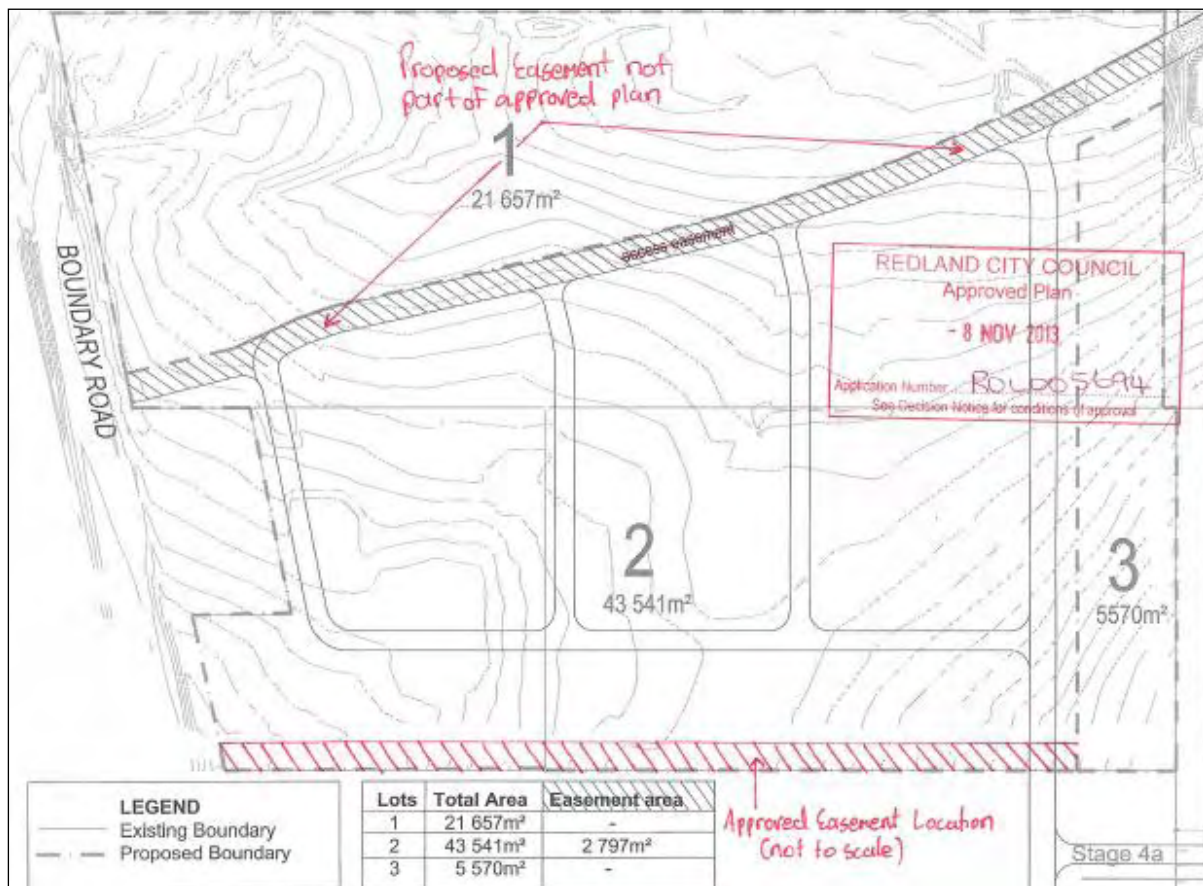 Proposed Easement not
part of approved plan
1
21 657m²
access easement
BOUNDARY ROAD
REDLAND CITY COUNCIL
Approved Plan
- 8 NOV 2013
Application Number ROL005694
See Decision Notice for conditions of approval
2
43 541m²
3
5570m²
LEGEND
Existing Boundary
Proposed Boundary
Lots Total Area Easement area
1 21 657m² -
2 43 541m² 2 797m²
3 5 570m² -
Approved Easement Location
(not to scale)
Stage 4a